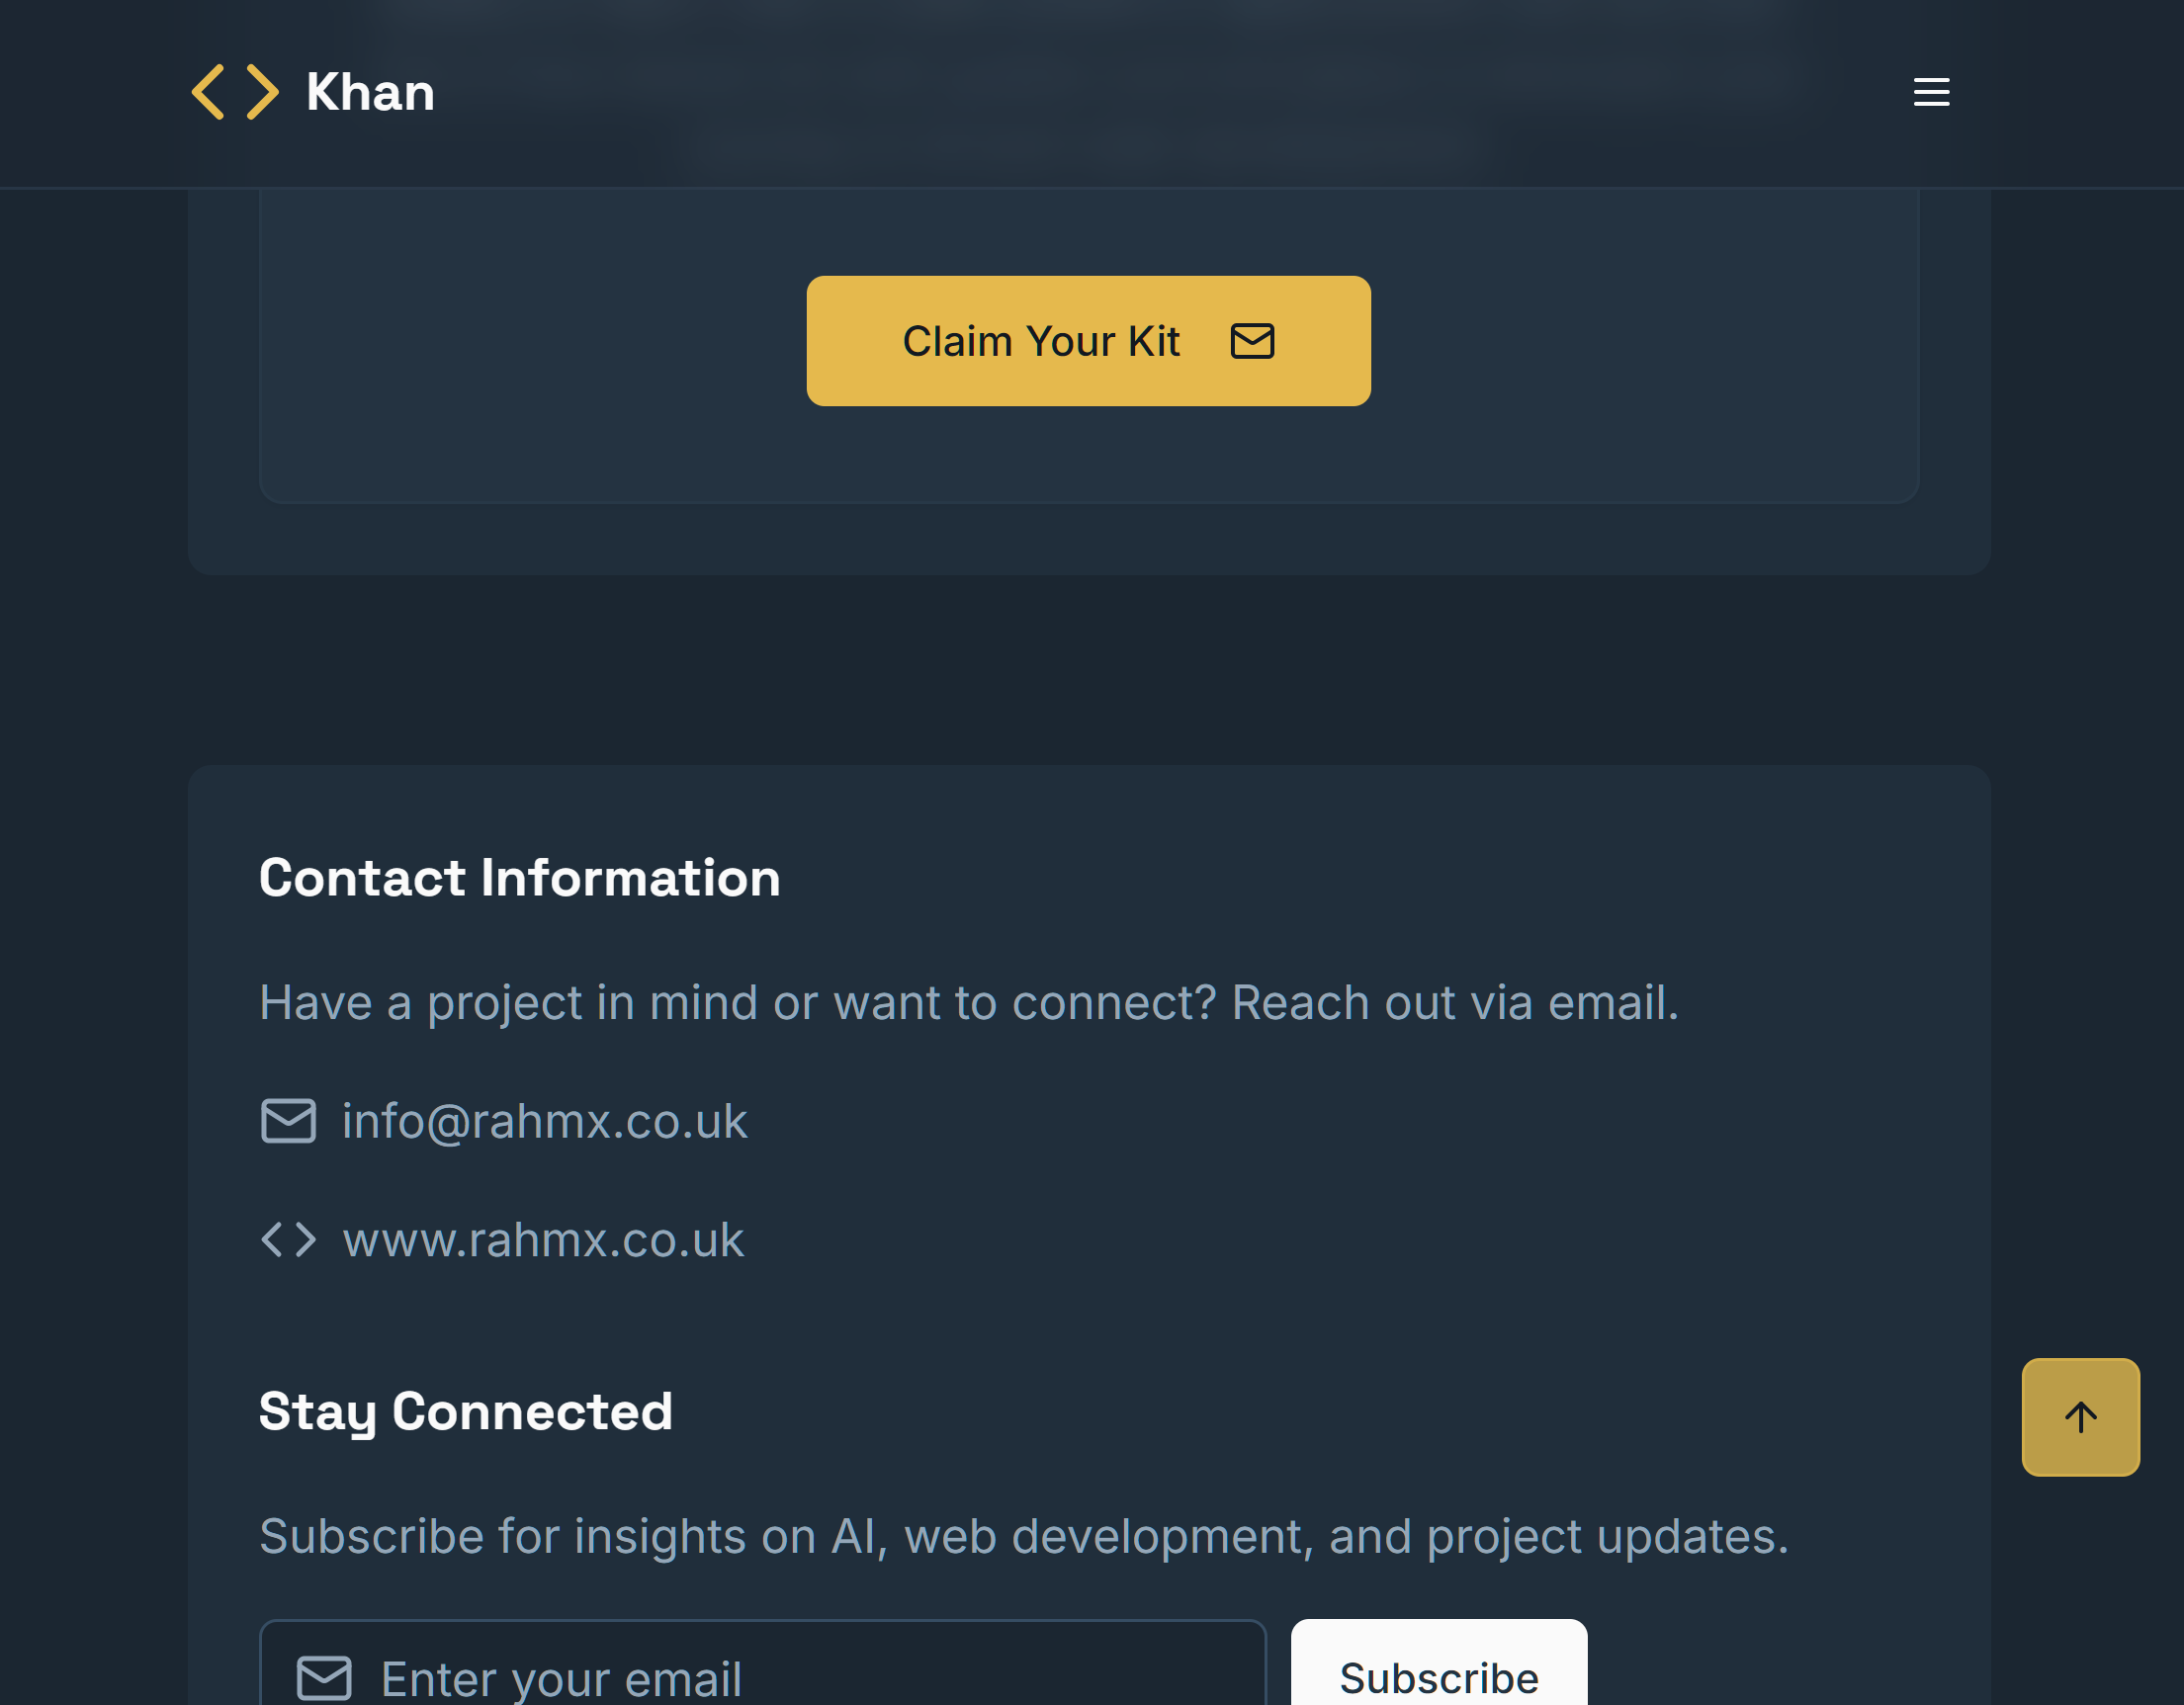 Khan
Claim Your Kit
Contact Information
Have a project in mind or want to connect? Reach out via email.
info@rahmx.co.uk
www.rahmx.co.uk
Stay Connected
Subscribe for insights on AI, web development, and project updates.
Enter your email
Subscribe